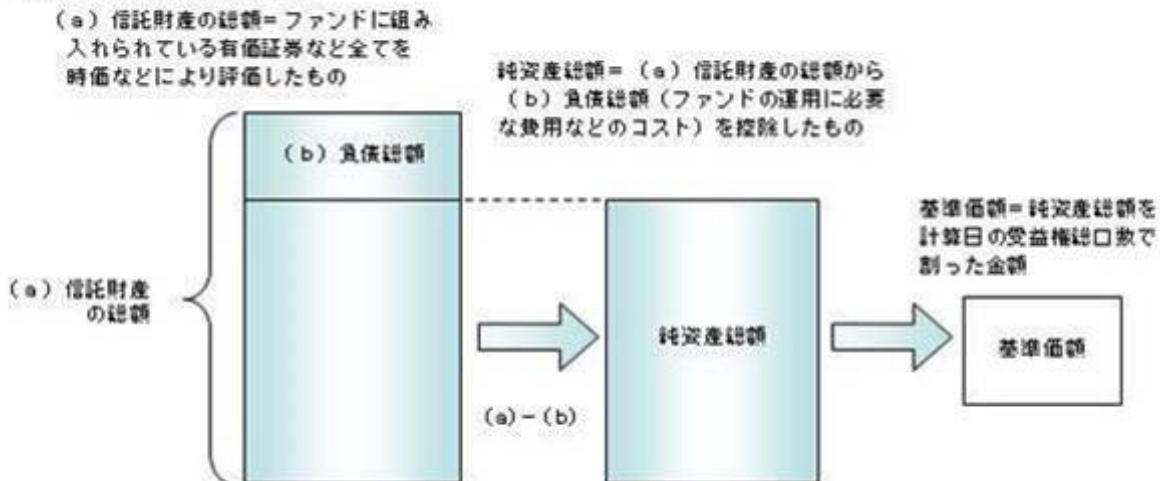 (a)信託財産の総額=ファンドに組み
入れられている有価証券など全てを
時価などにより評価したもの
純資産総額=(a)信託財産の総額から
(b)負債総額(ファンドの運用に必要
な費用などのコスト)を控除したもの
(b)負債総額
基準価額=純資産総額を
計算日の受益権総口数で
割った金額
(a)信託財産
の総額
純資産総額
基準価額
(a)-(b)